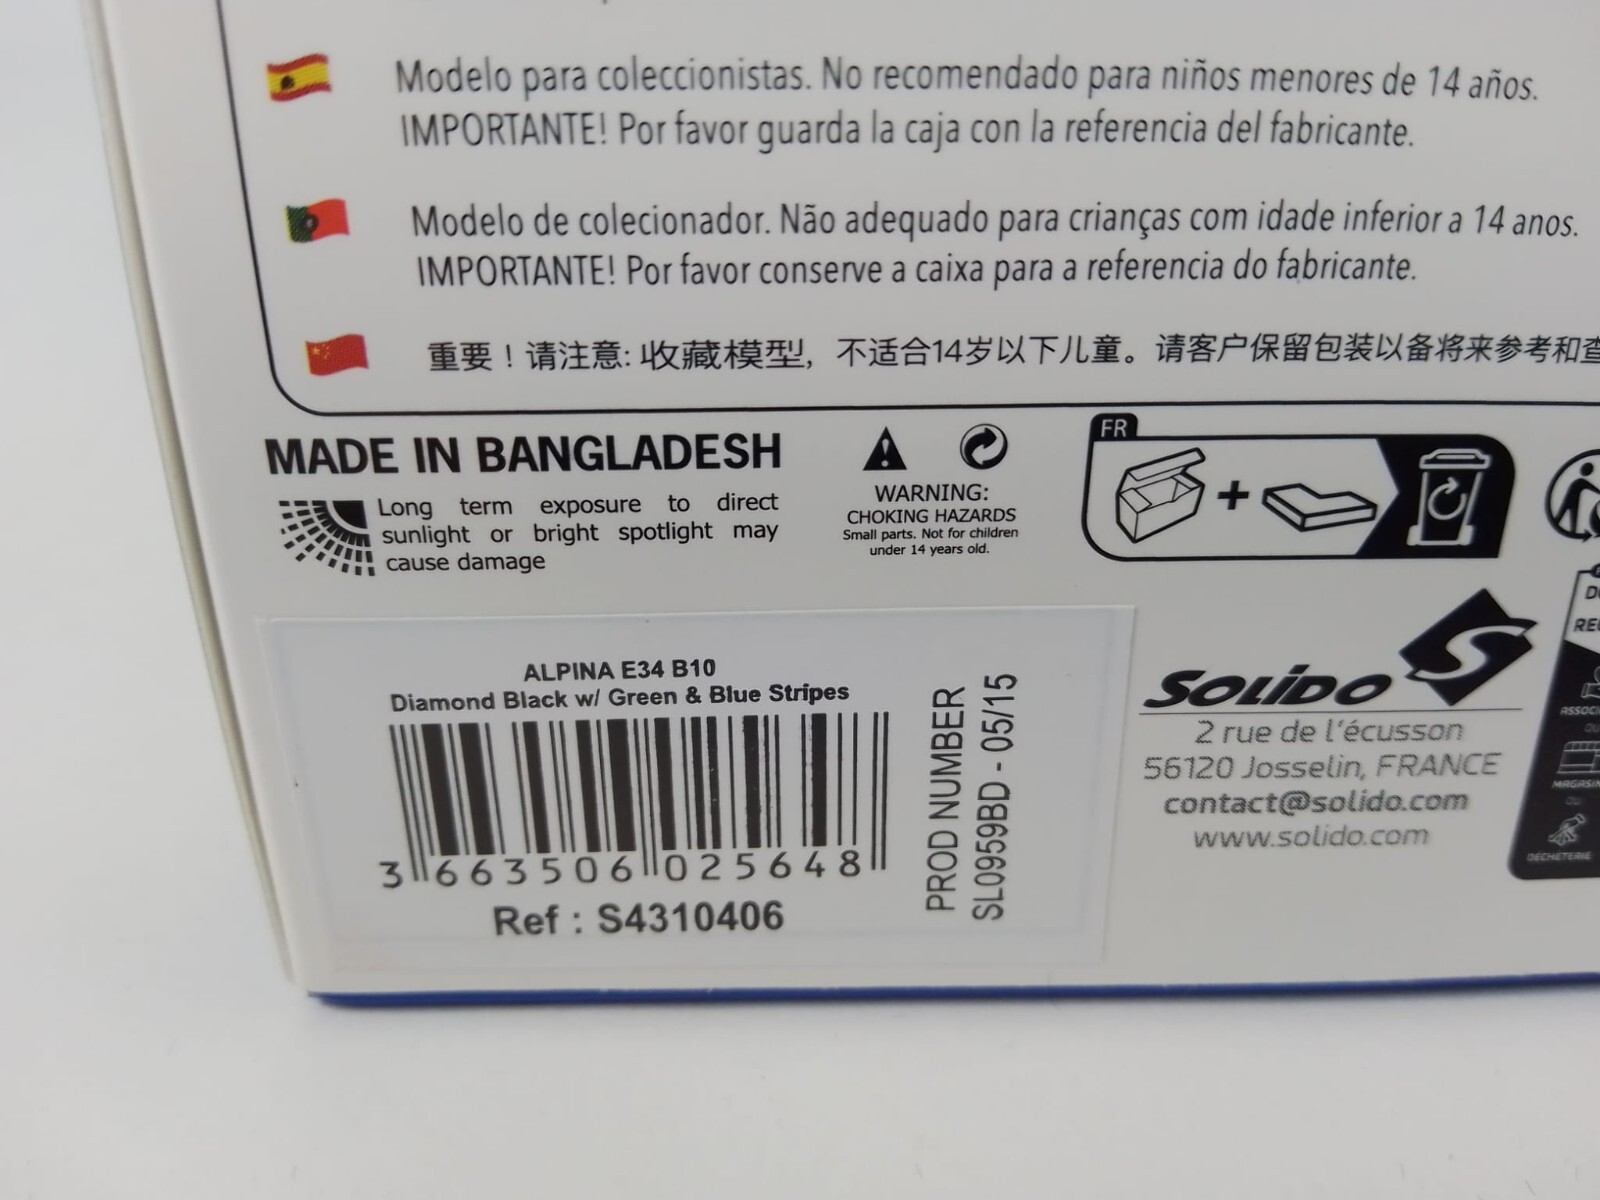 Modelo para coleccionistas. No recomendado para niños menores de 14 años.
IMPORTANTE! Por favor guarda la caja con la referencia del fabricante.
Modelo de colecionador. Não adequado para crianças com idade inferior a 14 anos.
IMPORTANTE! Por favor conserve a caixa para a referencia do fabricante.
重要！请注意: 收藏模型，不适合14岁以下儿童。请客户保留包装以备将来参考和查
MADE IN BANGLADESH
Long term exposure to direct
sunlight or bright spotlight may
cause damage
WARNING:
CHOKING HAZARDS
Small parts. Not for children
under 14 years old.
FR
+
ALPINA E34 B10
Diamond Black w/ Green & Blue Stripes
3 663506 025648
Ref : S4310406
PROD NUMBER
SL0959BD - 05/15
SOLIDO
2 rue de l'écusson
56120 Josselin, FRANCE
contact@solido.com
www.solido.com
DÉCHÈTERIE